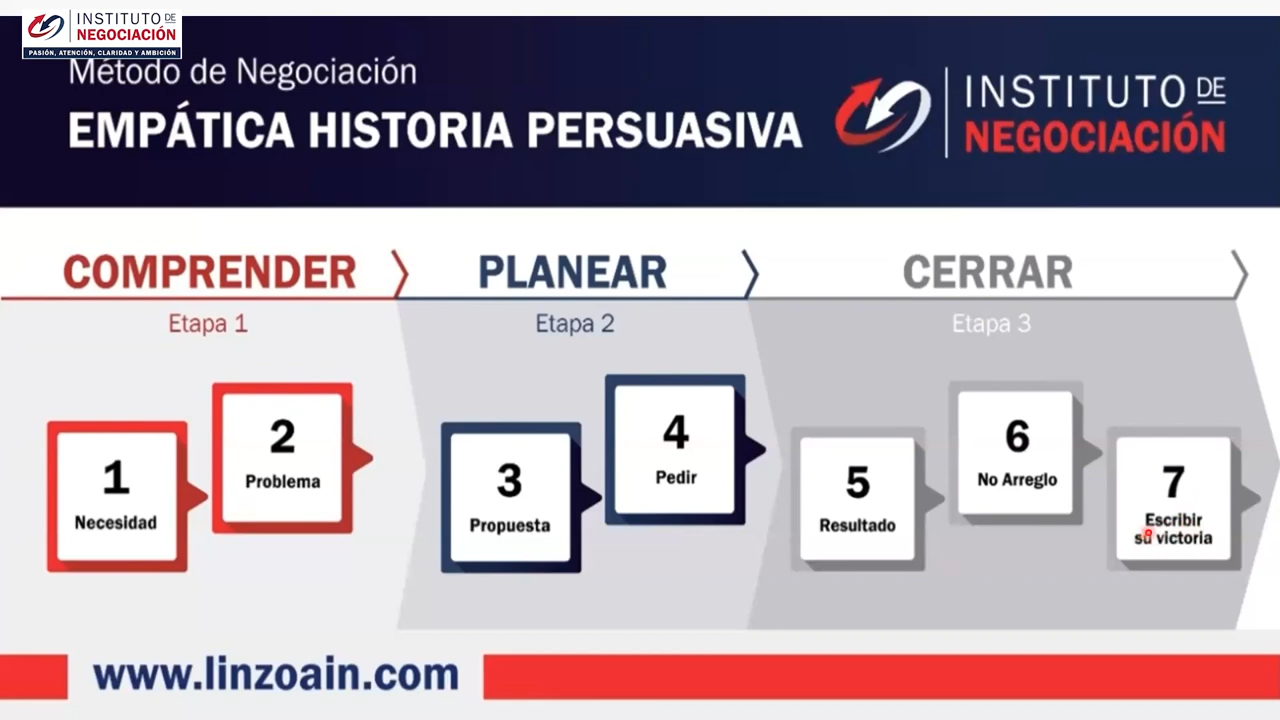 INSTITUTO DE
NEGOCIACIÓN
PASIÓN, ATENCIÓN, CLARIDAD Y AMBICIÓN
Método de Negociación
EMPÁTICA HISTORIA PERSUASIVA
INSTITUTO DE
NEGOCIACIÓN
COMPRENDER
PLANEAR
CERRAR
Etapa 1
Etapa 2
Etapa 3
1
Necesidad
2
Problema
3
Propuesta
4
Pedir
5
Resultado
6
No Arreglo
7
Escribir
su victoria
www.linzoain.com